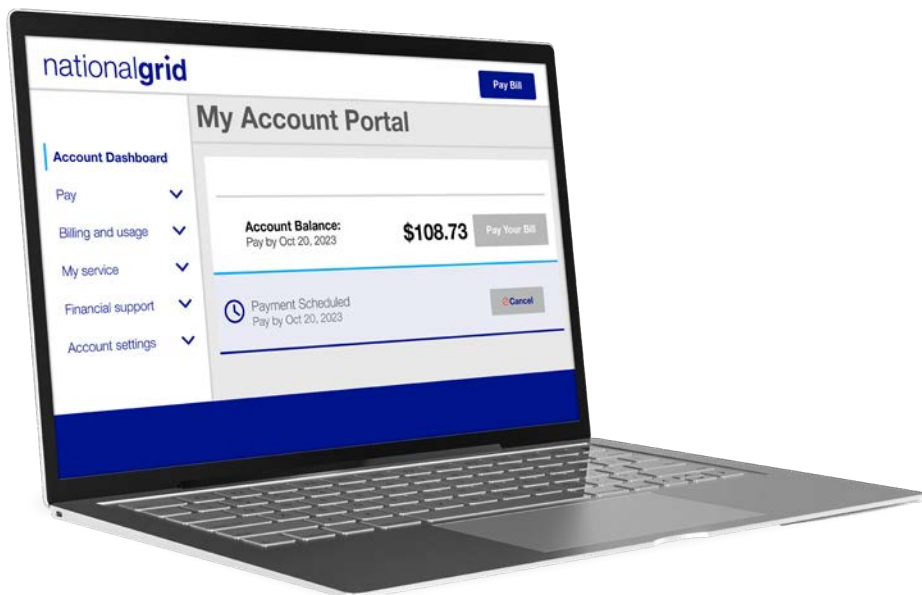 nationalgrid
Pay Bill
My Account Portal
Account Dashboard
Pay
Billing and usage
My service
Financial support
Account settings
Account Balance:
Pay by Oct 20, 2023
$108.73
Pay Your Bill
Payment Scheduled
Pay by Oct 20, 2023
Cancel